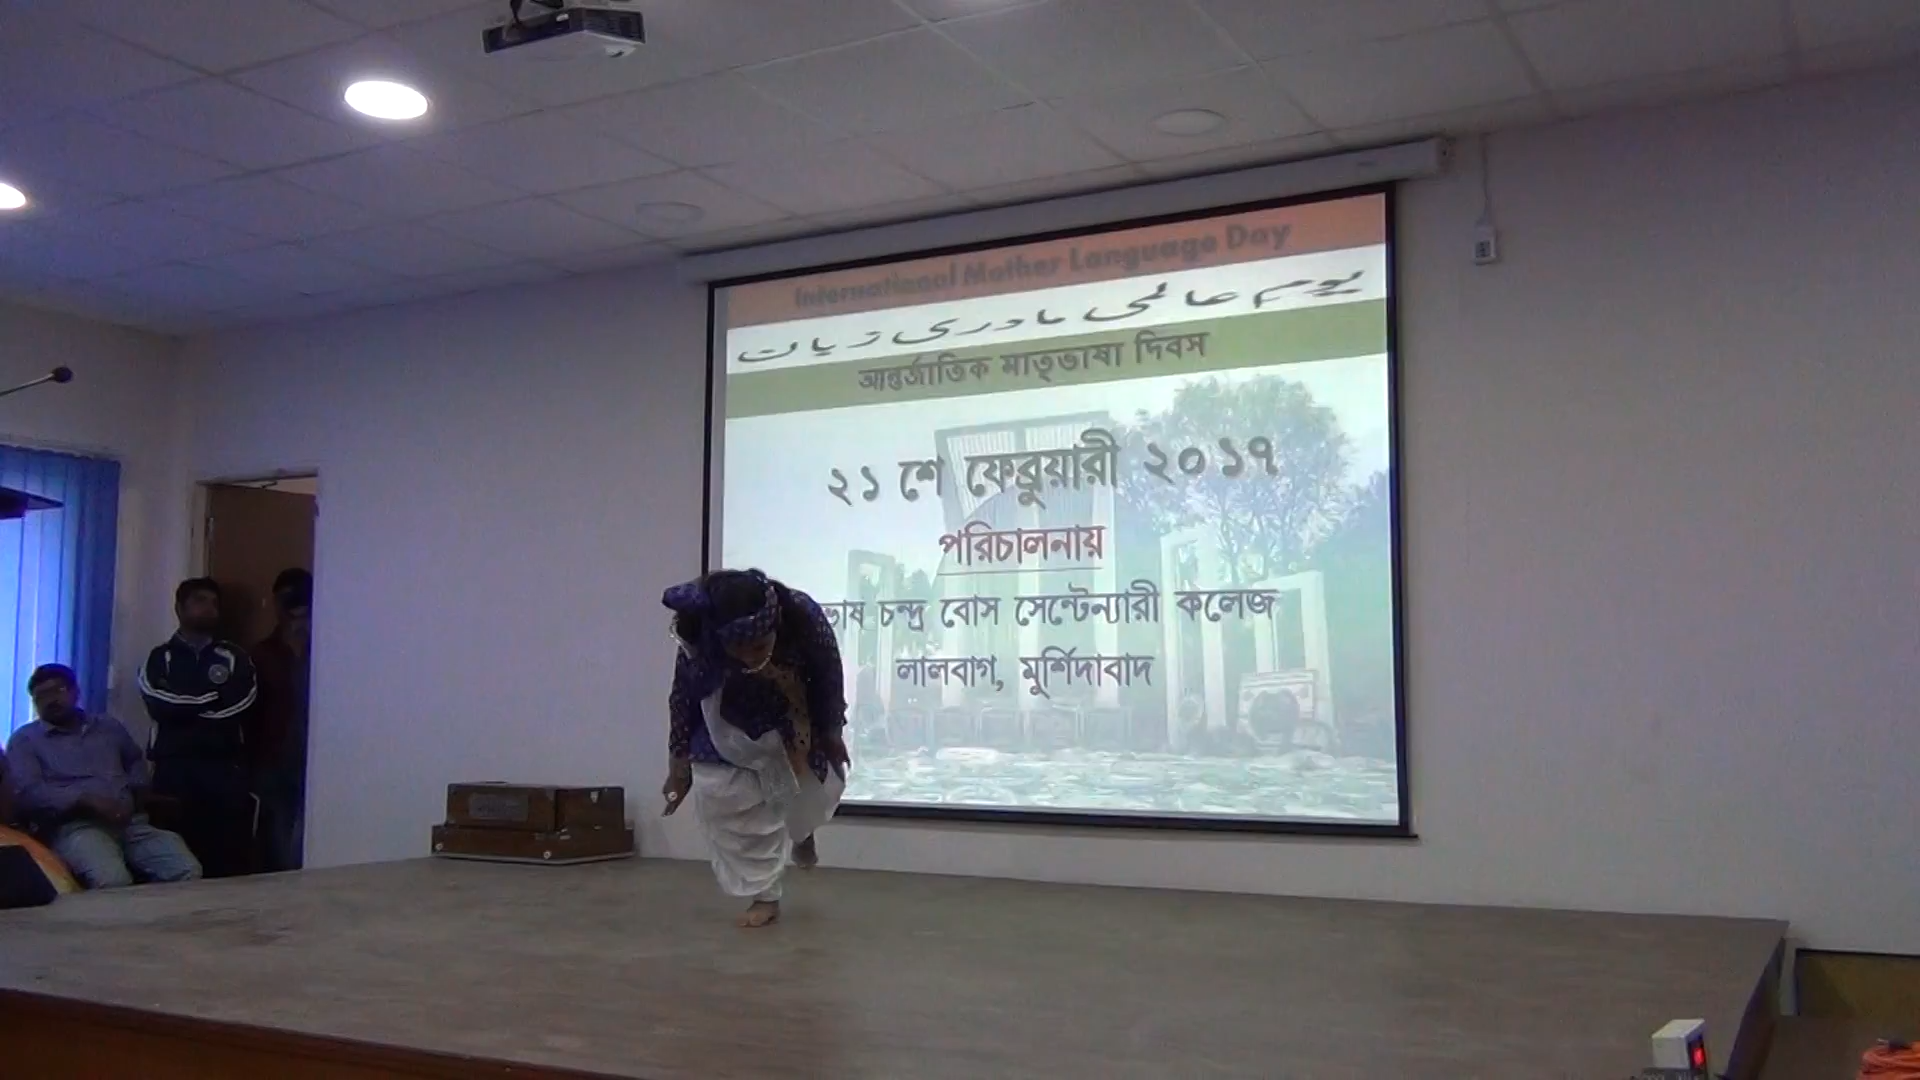 International Mother Language Day
یوم عالمی مادری زبان
আন্তর্জাতিক মাতৃভাষা দিবস
২১ শে ফেব্রুয়ারী ২০১৭
পরিচালনায়
চন্দ্র বোস সেন্টেন্যারী কলেজ
লালবাগ, মুর্শিদাবাদ